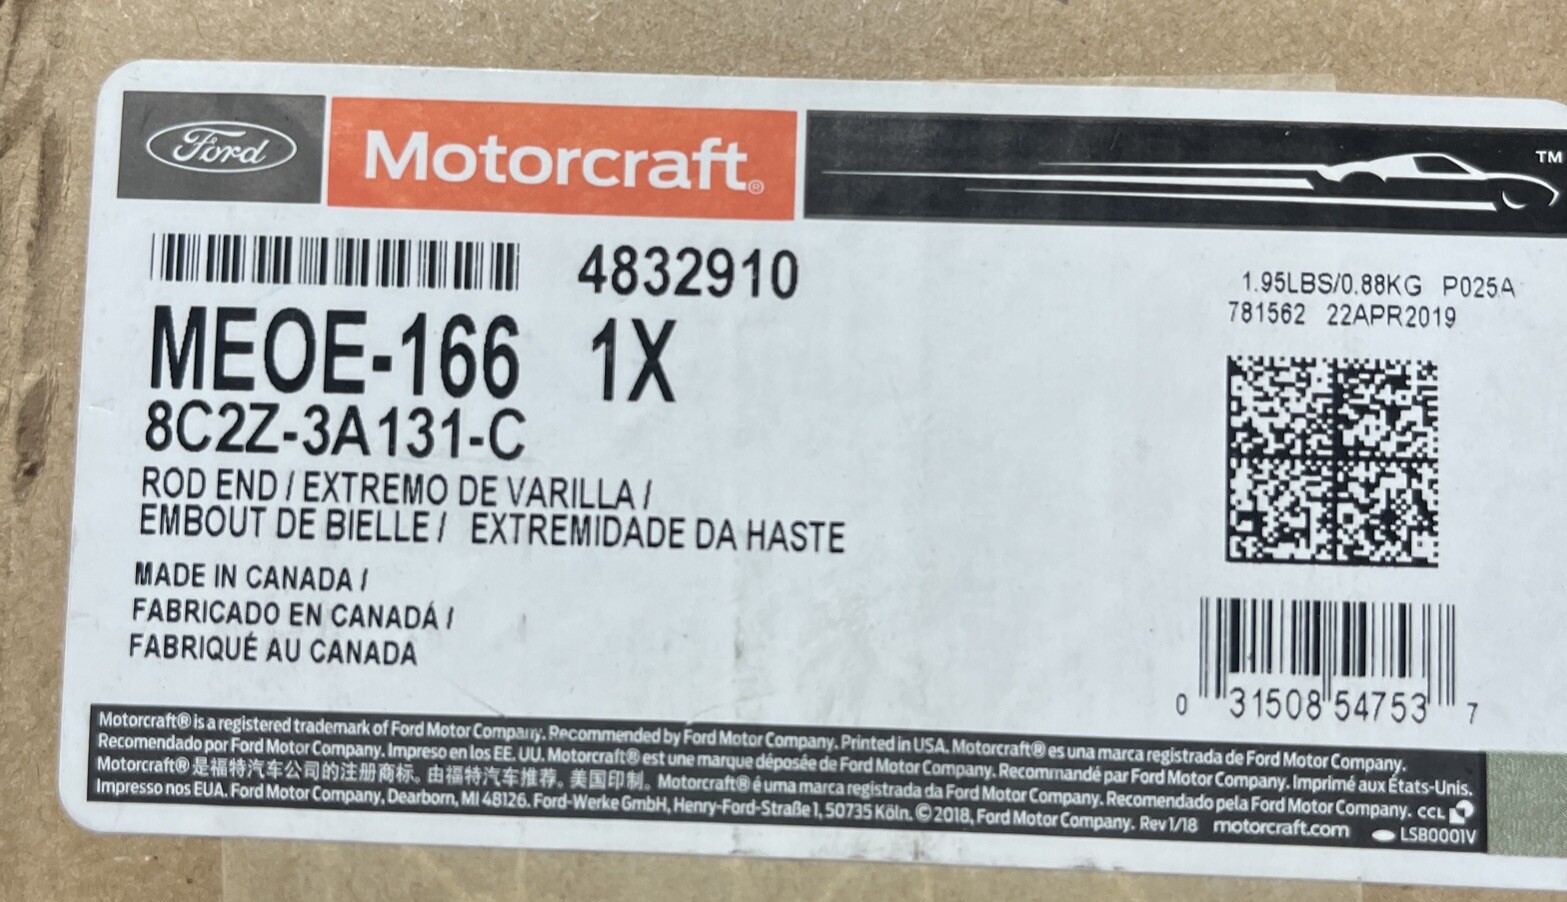 Ford Motorcraft® TM
4832910
MEOE-166 1X
8C2Z-3A131-C
ROD END / EXTREMO DE VARILLA /
EMBOUT DE BIELLE / EXTREMIDADE DA HASTE
MADE IN CANADA /
FABRICADO EN CANADÁ /
FABRIQUÉ AU CANADA
1.95LBS/0.88KG P025A
781562 22APR2019
0 31508 54753 7
Motorcraft® is a registered trademark of Ford Motor Company. Recommended by Ford Motor Company. Printed in USA. Motorcraft® es una marca registrada de Ford Motor Company.
Recomendado por Ford Motor Company. Impreso en los EE. UU. Motorcraft® est une marque déposée de Ford Motor Company. Recommandé par Ford Motor Company. Imprimé aux États-Unis.
Motorcraft® 是福特汽车公司的注册商标。由福特汽车推荐。美国印制。Motorcraft® é uma marca registrada da Ford Motor Company. Recomendado pela Ford Motor Company. CCL
Impresso nos EUA. Ford Motor Company, Dearborn, MI 48126. Ford-Werke GmbH, Henry-Ford-Straße 1, 50735 Köln. © 2018, Ford Motor Company. Rev 1/18 motorcraft.com LSB0001V